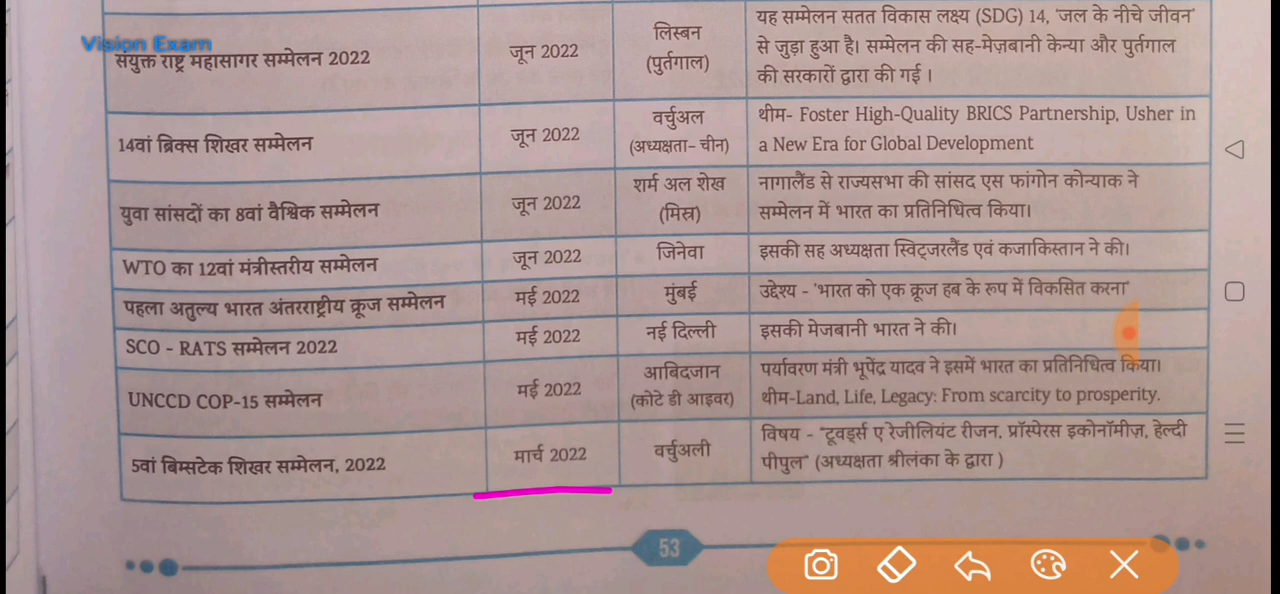 Vision Exam
संयुक्त राष्ट्र महासागर सम्मेलन 2022
जून 2022
लिस्बन
(पुर्तगाल)
यह सम्मेलन सतत विकास लक्ष्य (SDG) 14, 'जल के नीचे जीवन'
से जुड़ा हुआ है। सम्मेलन की सह-मेज़बानी केन्या और पुर्तगाल
की सरकारों द्वारा की गई ।
14वां ब्रिक्स शिखर सम्मेलन
जून 2022
वर्चुअल
(अध्यक्षता- चीन)
थीम- Foster High-Quality BRICS Partnership, Usher in
a New Era for Global Development
युवा सांसदों का 8वां वैश्विक सम्मेलन
जून 2022
शर्म अल शेख
(मिस्र)
नागालैंड से राज्यसभा की सांसद एस फांगोन कोन्याक ने
सम्मेलन में भारत का प्रतिनिधित्व किया।
WTO का 12वां मंत्रीस्तरीय सम्मेलन
जून 2022
जिनेवा
इसकी सह अध्यक्षता स्विट्जरलैंड एवं कजाकिस्तान ने की।
पहला अतुल्य भारत अंतरराष्ट्रीय क्रूज सम्मेलन
मई 2022
मुंबई
उद्देश्य - 'भारत को एक क्रूज हब के रूप में विकसित करना'
SCO - RATS सम्मेलन 2022
मई 2022
नई दिल्ली
इसकी मेजबानी भारत ने की।
UNCCD COP-15 सम्मेलन
मई 2022
आबिदजान
(कोटे डी आइवर)
पर्यावरण मंत्री भूपेंद्र यादव ने इसमें भारत का प्रतिनिधित्व किया।
थीम-Land, Life, Legacy: From scarcity to prosperity.
5वां बिम्सटेक शिखर सम्मेलन, 2022
मार्च 2022
वर्चुअली
विषय - "टूवर्ड्स ए रेजीलियंट रीजन, प्रॉस्पेरस इकोनॉमीज़, हेल्दी
पीपुल" (अध्यक्षता श्रीलंका के द्वारा )
53